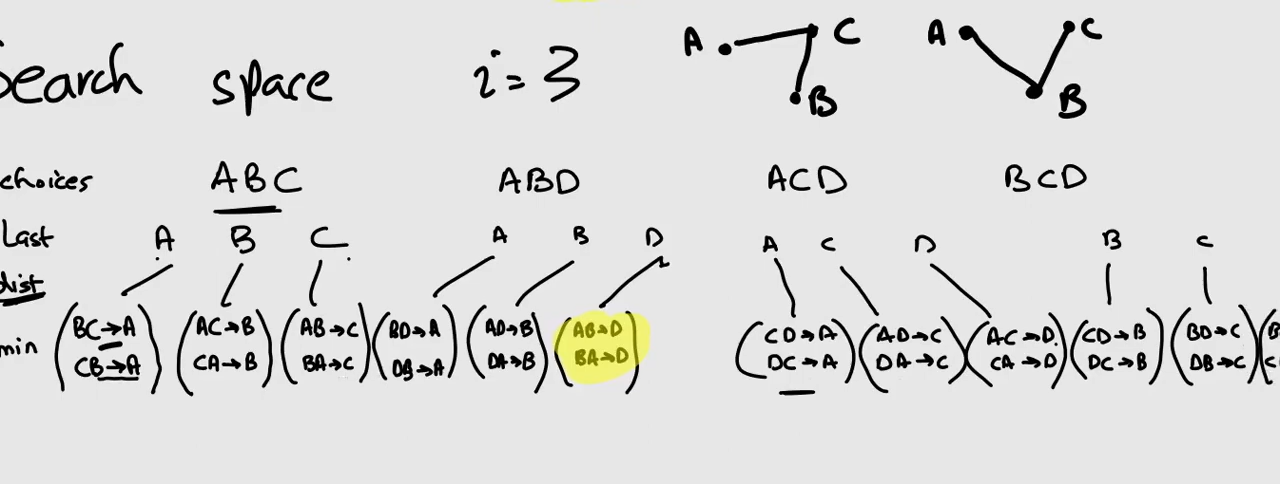 Search space i=3
A C B A C B
choices ABC ABD ACD BCD
Last A B C A B D A C D B C
dist
min BC→A AC→B AB→C BD→A AD→B AB→D CD→A AD→C AC→D CD→B BD→C
CB→A CA→B BA→C DB→A DA→B BA→D DC→A DA→C CA→D DC→B DB→C